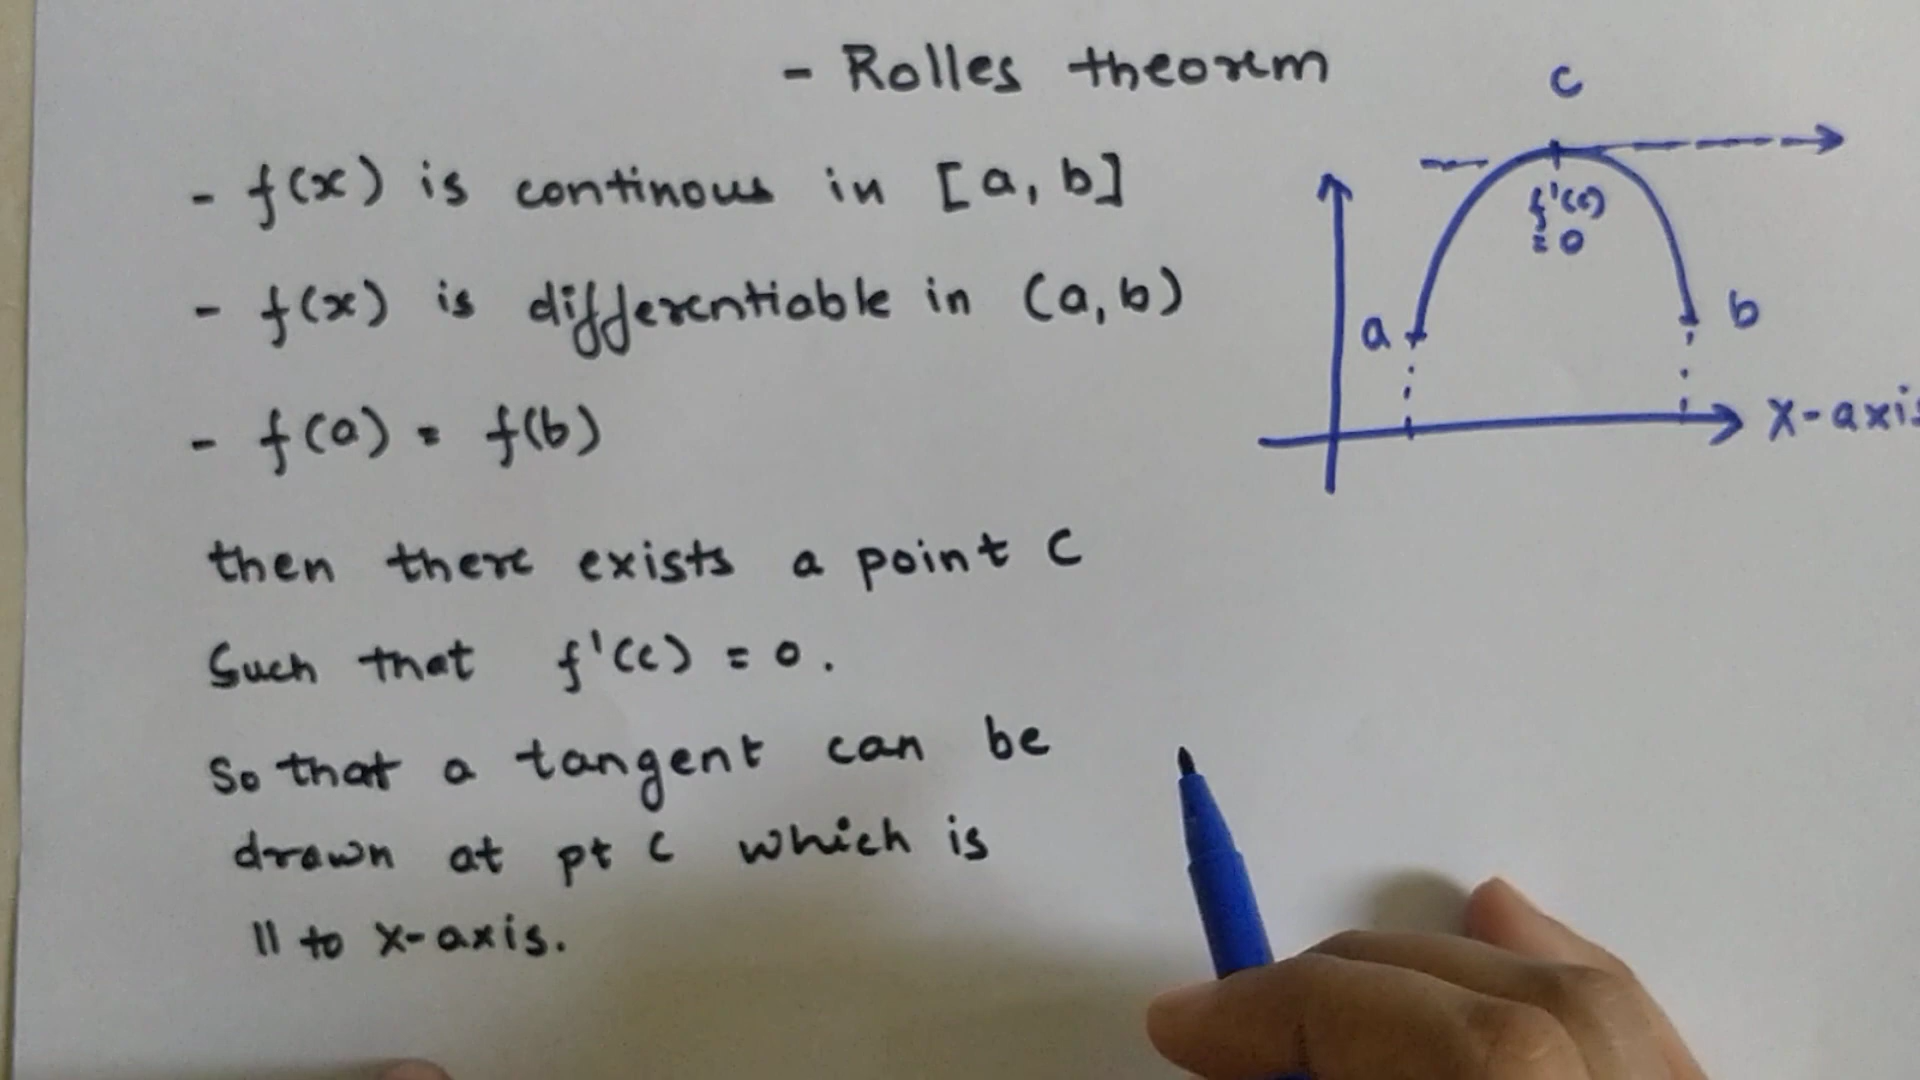 - Rolles theorem
- f(x) is continous in [a, b]
- f(x) is differentiable in (a, b)
- f(a) = f(b)
then there exists a point C
Such that f'(c) = 0.
So that a tangent can be
drawn at pt C which is
|| to X-axis.
C
f'(c)
= 0
a
b
X-axis